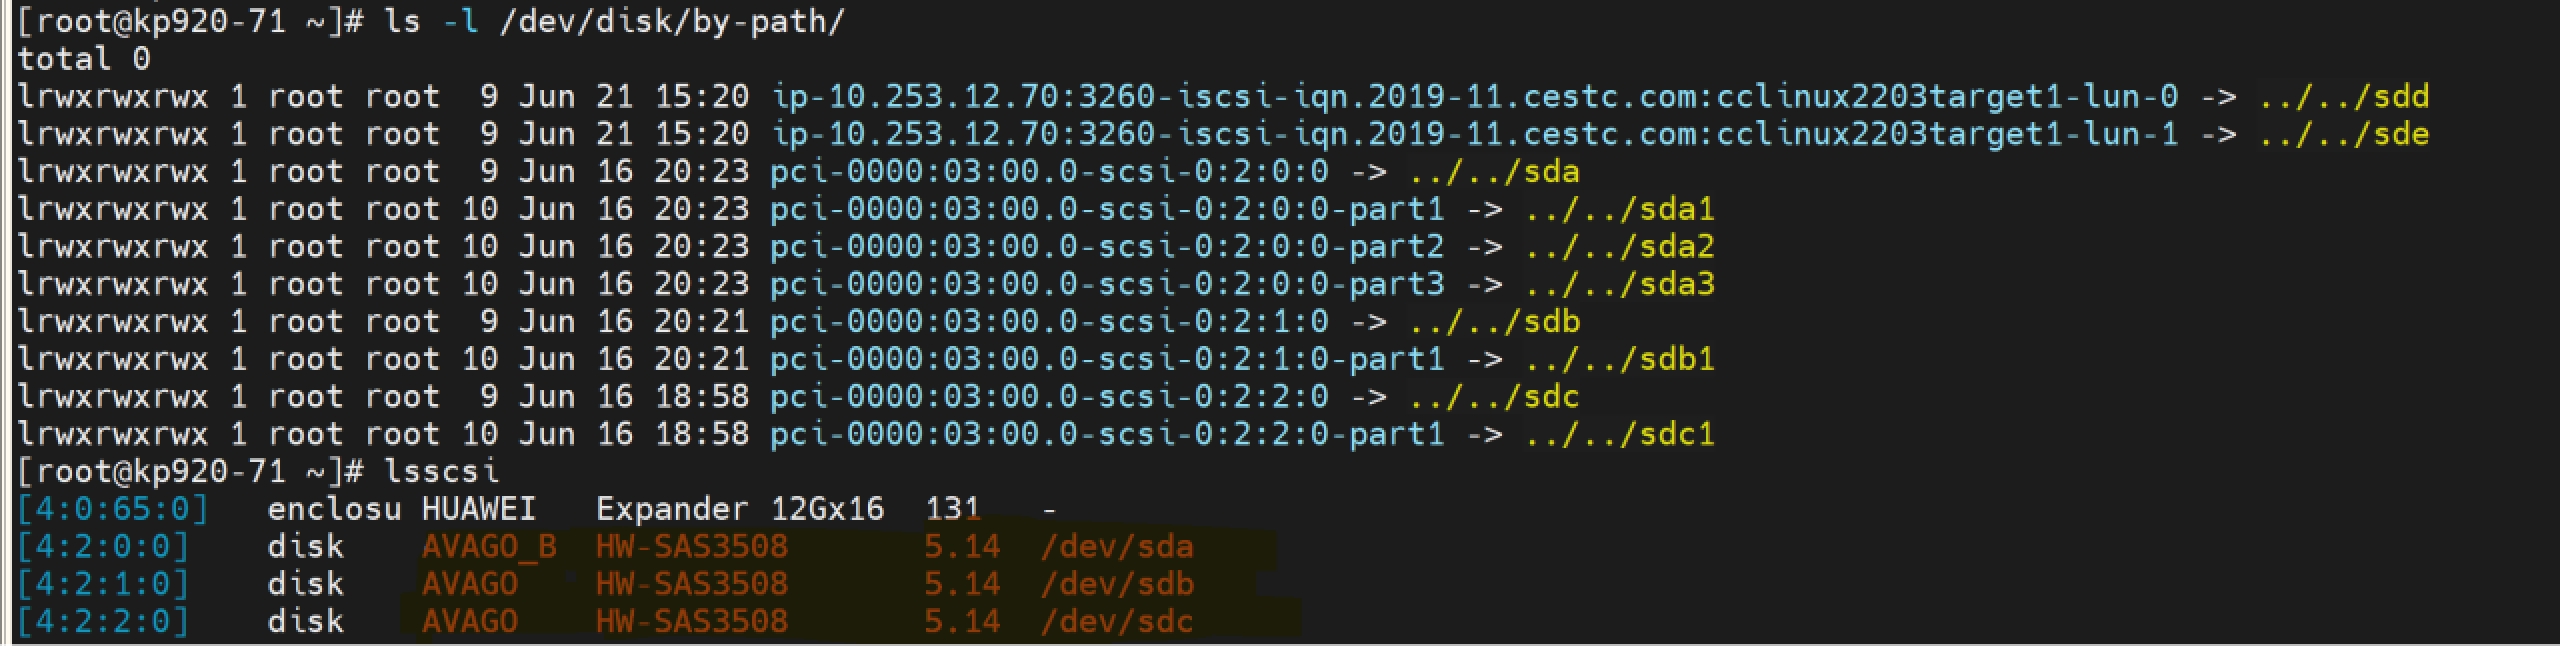 [root@kp920-71 ~]# ls -l /dev/disk/by-path/
total 0
lrwxrwxrwx 1 root root  9 Jun 21 15:20 ip-10.253.12.70:3260-iscsi-iqn.2019-11.cestc.com:cclinux2203target1-lun-0 -> ../../sdd
lrwxrwxrwx 1 root root  9 Jun 21 15:20 ip-10.253.12.70:3260-iscsi-iqn.2019-11.cestc.com:cclinux2203target1-lun-1 -> ../../sde
lrwxrwxrwx 1 root root  9 Jun 16 20:23 pci-0000:03:00.0-scsi-0:2:0:0 -> ../../sda
lrwxrwxrwx 1 root root 10 Jun 16 20:23 pci-0000:03:00.0-scsi-0:2:0:0-part1 -> ../../sda1
lrwxrwxrwx 1 root root 10 Jun 16 20:23 pci-0000:03:00.0-scsi-0:2:0:0-part2 -> ../../sda2
lrwxrwxrwx 1 root root 10 Jun 16 20:23 pci-0000:03:00.0-scsi-0:2:0:0-part3 -> ../../sda3
lrwxrwxrwx 1 root root  9 Jun 16 20:21 pci-0000:03:00.0-scsi-0:2:1:0 -> ../../sdb
lrwxrwxrwx 1 root root 10 Jun 16 20:21 pci-0000:03:00.0-scsi-0:2:1:0-part1 -> ../../sdb1
lrwxrwxrwx 1 root root  9 Jun 16 18:58 pci-0000:03:00.0-scsi-0:2:2:0 -> ../../sdc
lrwxrwxrwx 1 root root 10 Jun 16 18:58 pci-0000:03:00.0-scsi-0:2:2:0-part1 -> ../../sdc1
[root@kp920-71 ~]# lsscsi
[4:0:65:0]   enclosu HUAWEI   Expander 12Gx16  131   -
[4:2:0:0]    disk    AVAGO_B  HW-SAS3508       5.14  /dev/sda
[4:2:1:0]    disk    AVAGO    HW-SAS3508       5.14  /dev/sdb
[4:2:2:0]    disk    AVAGO    HW-SAS3508       5.14  /dev/sdc